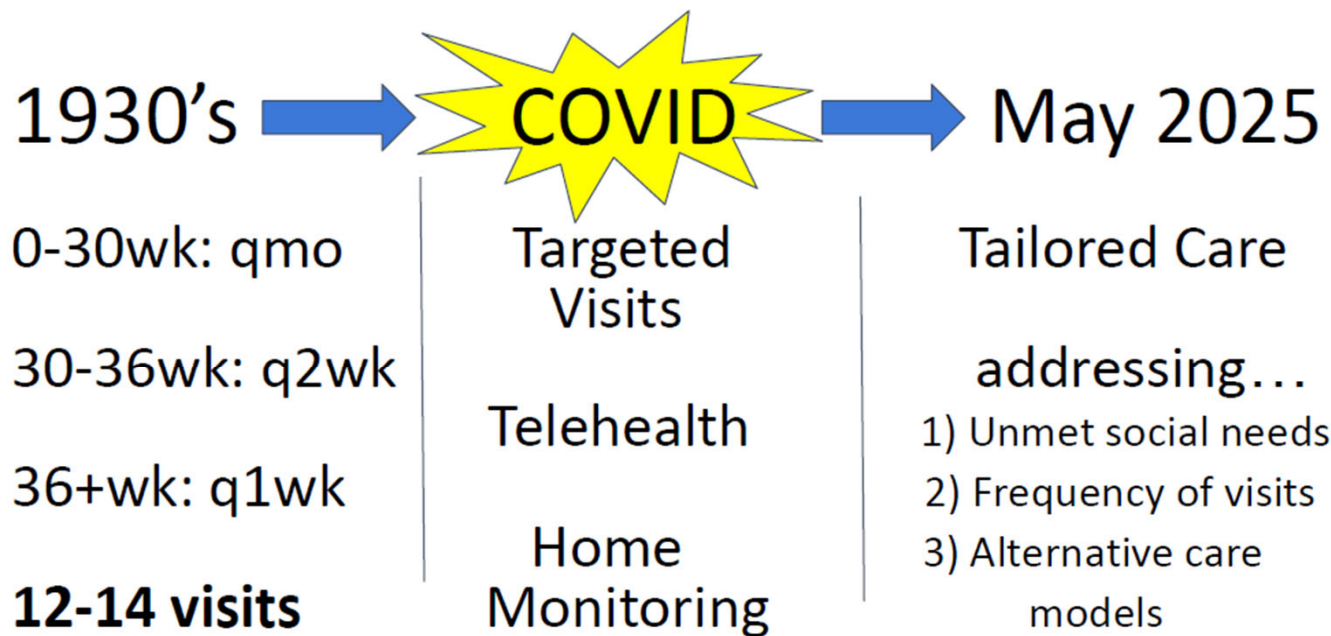 1930's
COVID
May 2025
0-30wk: qmo
30-36wk: q2wk
36+wk: q1wk
12-14 visits
Targeted
Visits
Telehealth
Home
Monitoring
Tailored Care
addressing…
1) Unmet social needs
2) Frequency of visits
3) Alternative care
models